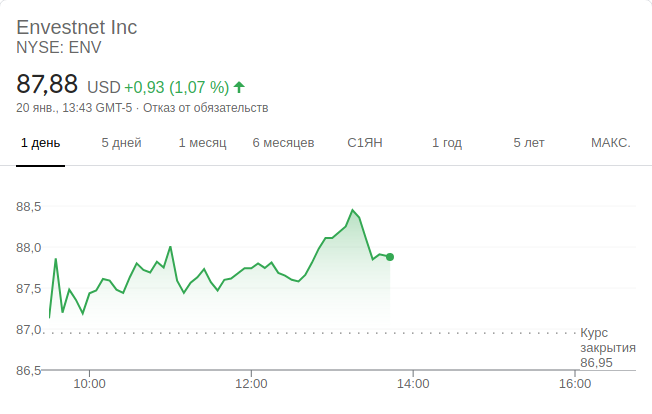 Envestnet Inc
NYSE: ENV
87,88 USD +0,93 (1,07 %)
20 янв., 13:43 GMT-5 · Отказ от обязательств
1 день 5 дней 1 месяц 6 месяцев С1ЯН 1 год 5 лет МАКС.
88,5
88,0
87,5
87,0
Курс
закрытия
86,95
86,5
10:00 12:00 14:00 16:00